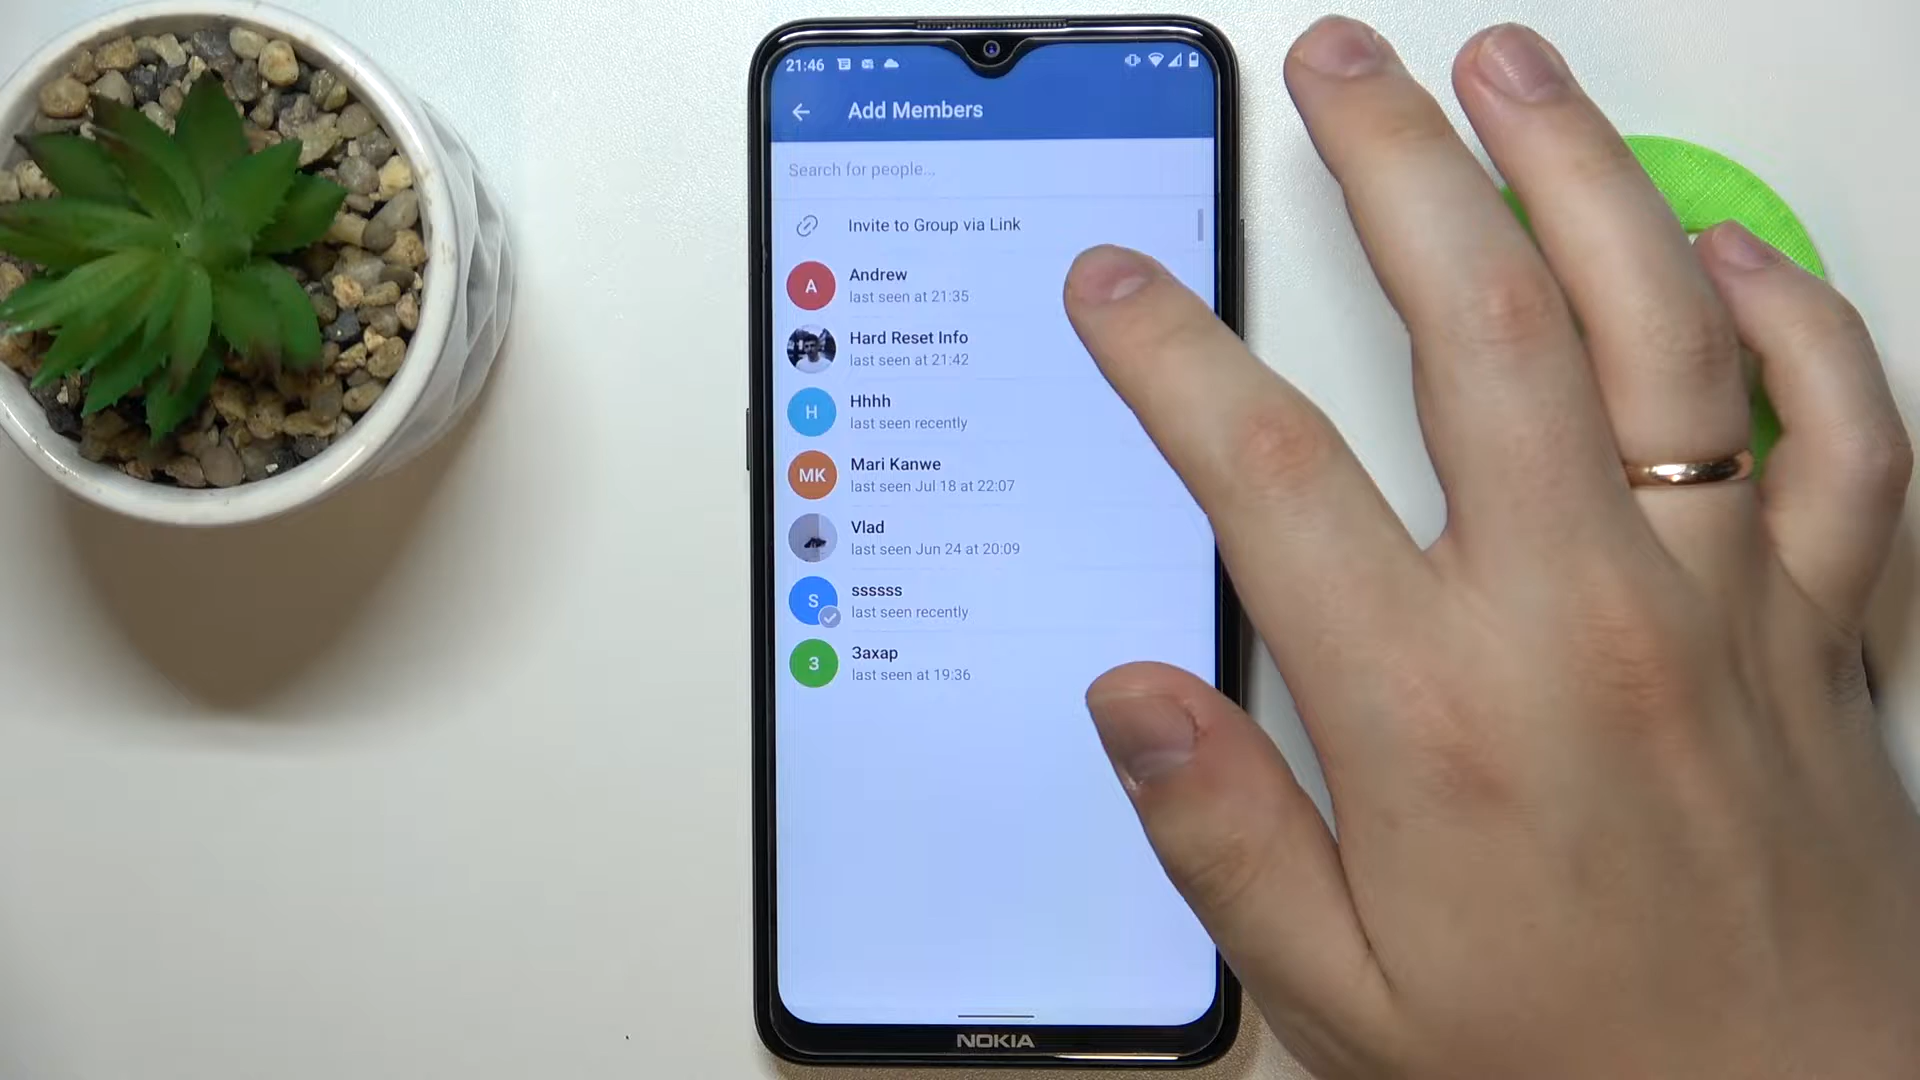 21:46
Add Members
Search for people...
Invite to Group via Link
A
Andrew
last seen at 21:35
Hard Reset Info
last seen at 21:42
H
Hhhh
last seen recently
MK
Mari Kanwe
last seen Jul 18 at 22:07
Vlad
last seen Jun 24 at 20:09
S
ssssss
last seen recently
З
Захар
last seen at 19:36
NOKIA